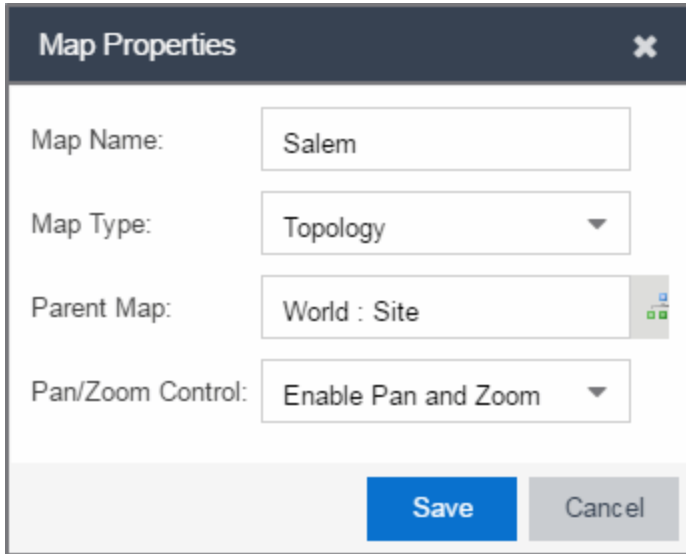 Map Properties
Map Name: Salem
Map Type: Topology
Parent Map: World : Site
Pan/Zoom Control: Enable Pan and Zoom
Save Cancel